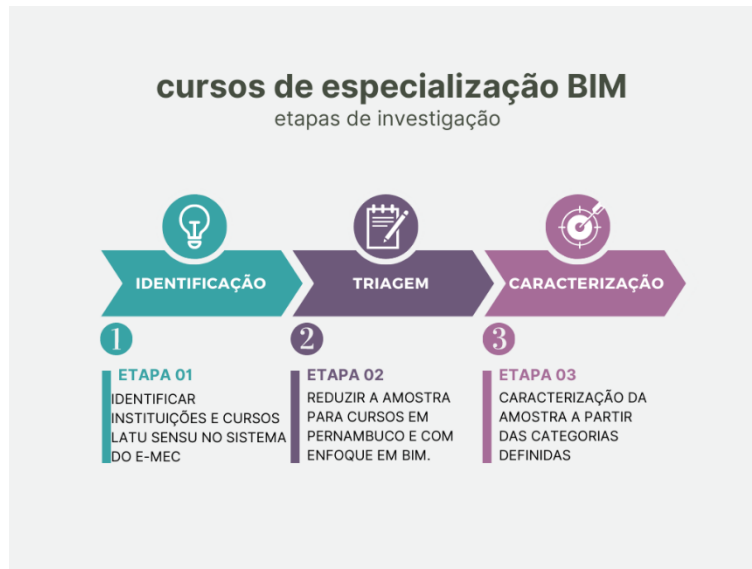 cursos de especialização BIM
etapas de investigação
IDENTIFICAÇÃO
TRIAGEM
CARACTERIZAÇÃO
1
2
3
ETAPA 01
IDENTIFICAR
INSTITUIÇÕES E CURSOS
LATU SENSU NO SISTEMA
DO E-MEC
ETAPA 02
REDUZIR A AMOSTRA
PARA CURSOS EM
PERNAMBUCO E COM
ENFOQUE EM BIM.
ETAPA 03
CARACTERIZAÇÃO DA
AMOSTRA A PARTIR
DAS CATEGORIAS
DEFINIDAS